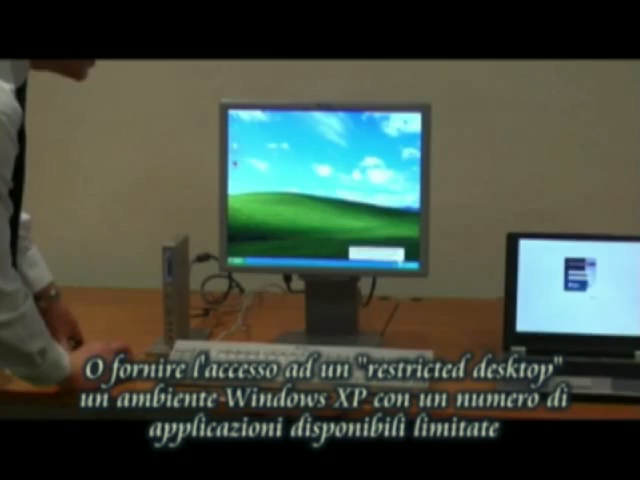 O fornire l'accesso ad un "restricted desktop"
un ambiente Windows XP con un numero di
applicazioni disponibili limitate